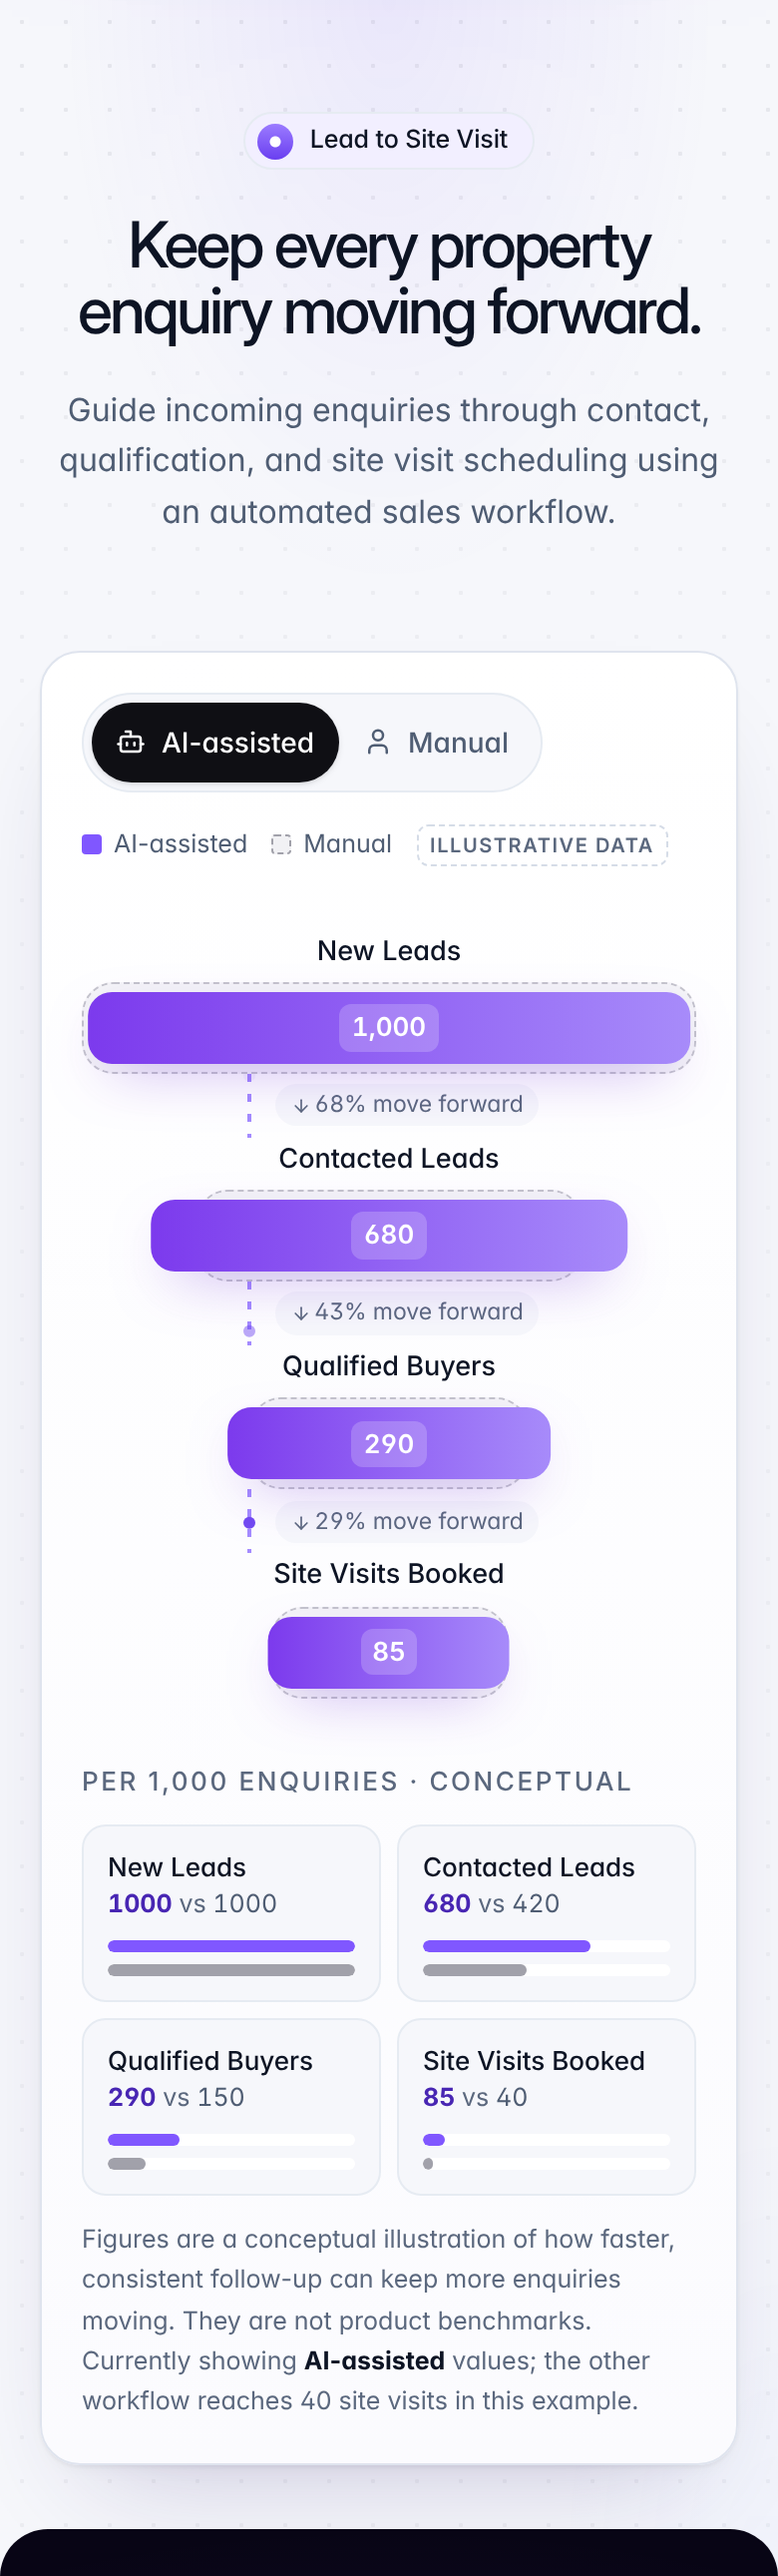 Lead to Site Visit
Keep every property
enquiry moving forward.
Guide incoming enquiries through contact,
qualification, and site visit scheduling using
an automated sales workflow.
AI-assisted
Manual
AI-assisted
Manual
ILLUSTRATIVE DATA
New Leads
1,000
↓ 68% move forward
Contacted Leads
680
↓ 43% move forward
Qualified Buyers
290
↓ 29% move forward
Site Visits Booked
85
PER 1,000 ENQUIRIES · CONCEPTUAL
New Leads
1000 vs 1000
Contacted Leads
680 vs 420
Qualified Buyers
290 vs 150
Site Visits Booked
85 vs 40
Figures are a conceptual illustration of how faster,
consistent follow-up can keep more enquiries
moving. They are not product benchmarks.
Currently showing AI-assisted values; the other
workflow reaches 40 site visits in this example.